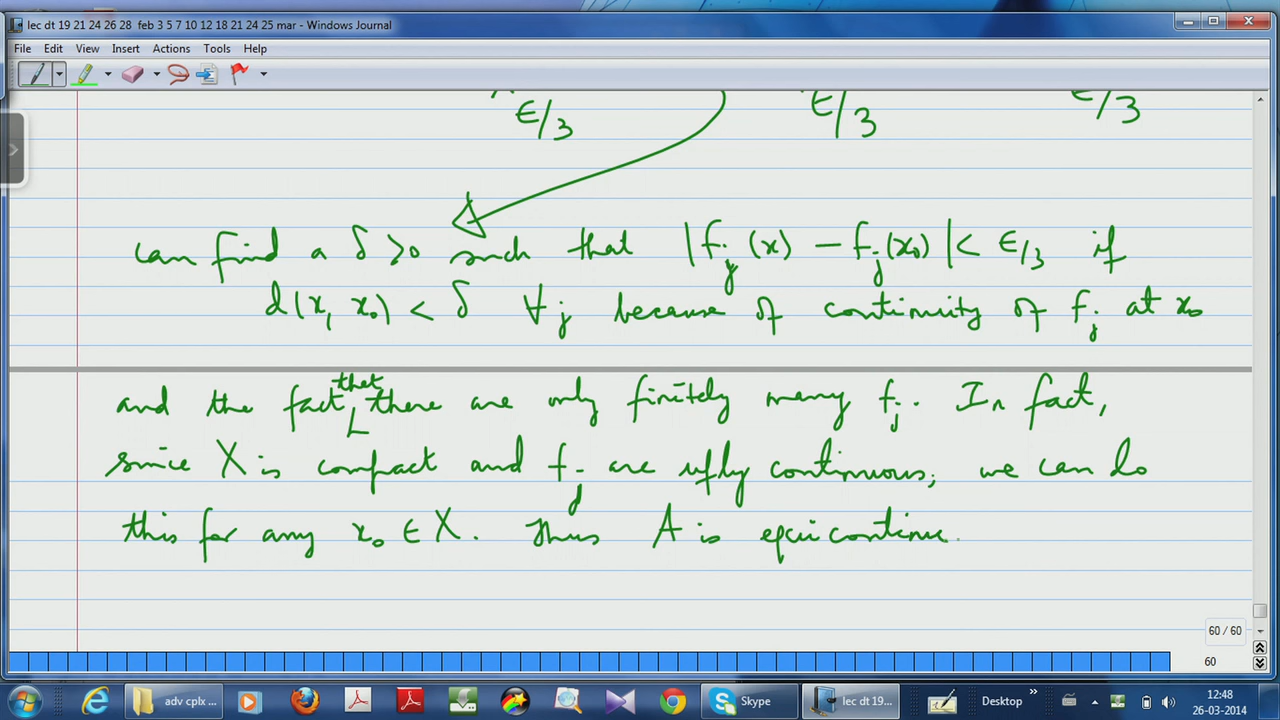 lec dt 19 21 24 26 28 feb 3 5 7 10 12 18 21 24 25 mar - Windows Journal
File Edit View Insert Actions Tools Help
ϵ/3 ϵ/3 ϵ/3
can find a δ >0 such that |f_j(x) − f_j(x₀)| < ϵ/3 if
d(x, x₀) < δ ∀j because of continuity of f_j at x₀
that
and the fact there are only finitely many f_j. In fact,
since X is compact and f_j are ufly continuous, we can do
this for any x₀ ∈ X. Thus A is equicontinu
60 / 60
60
adv cplx ... Skype lec dt 19... Desktop » 12:48
26-03-2014